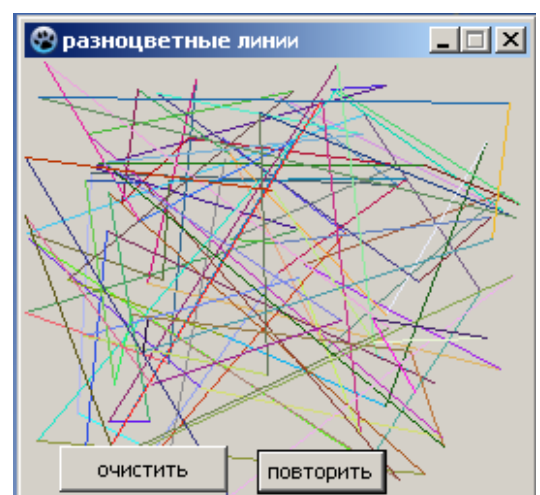 разноцветные линии
очистить
повторить